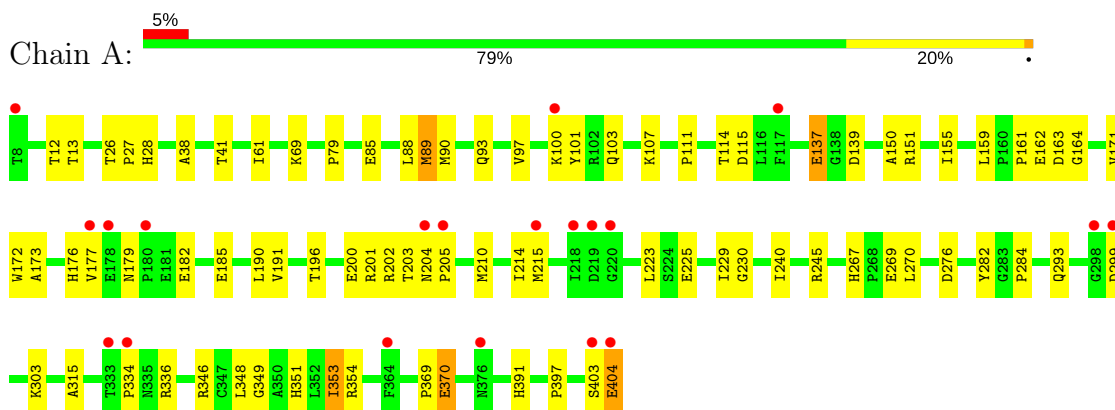 5%
Chain A:
79% 20% •
T8 T12 T13 T26 P27 H28 A38 T41 I61 K69 P79 E85 L88 M89 M90 Q93 V97 K100 Y101 R102 Q103 K107 P111 T114 D115 L116 F117 E137 G138 D139 A150 R151 I155 L159 P160 P161 E162 D163 G164
W172 A173 H176 V177 E178 N179 P180 E181 E182 E185 L190 V191 T196 E200 R201 R202 T203 N204 P205 M210 I214 M215 I218 D219 G220 L223 S224 E225 I229 G230 I240 R245 H267 P268 E269 L270 D276 Y282 G283 P284 Q293 G298
K303 A315 T333 P334 N335 R336 R346 C347 L348 G349 A350 H351 L352 I353 R354 F364 P369 E370 N376 H391 P397 S403 E404